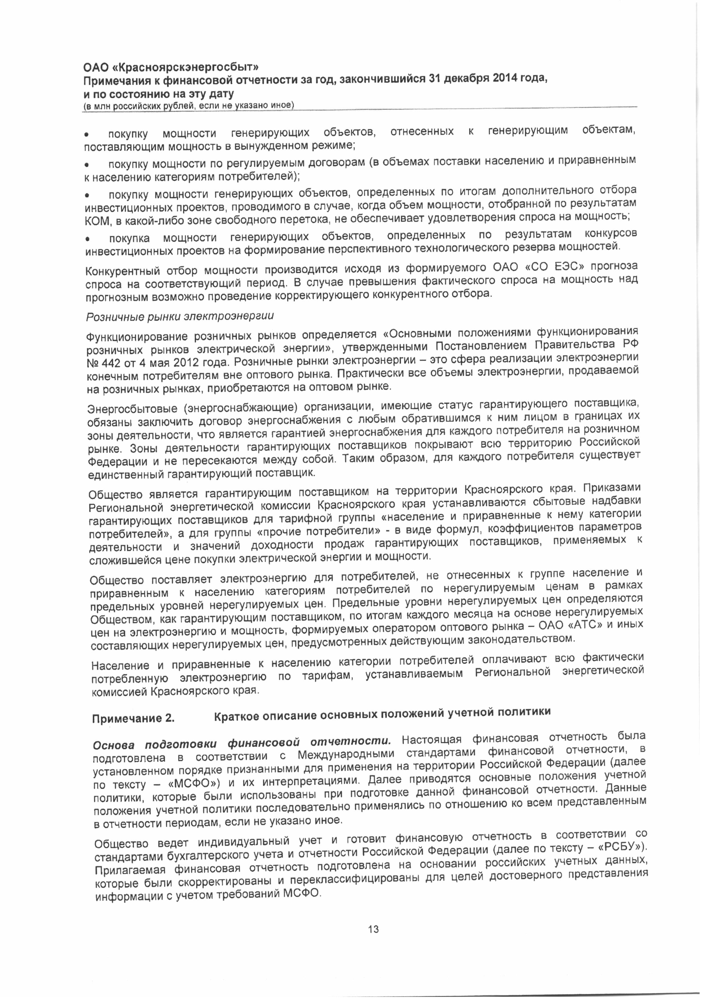 ОАО «Красноярскэнергосбыт»
Примечания к финансовой отчетности за год, закончившийся 31 декабря 2014 года,
и по состоянию на эту дату
(в млн российских рублей, если не указано иное)
• покупку мощности генерирующих объектов, отнесенных к генерирующим объектам,
поставляющим мощность в вынужденном режиме;
• покупку мощности по регулируемым договорам (в объемах поставки населению и приравненным
к населению категориям потребителей);
• покупку мощности генерирующих объектов, определенных по итогам дополнительного отбора
инвестиционных проектов, проводимого в случае, когда объем мощности, отобранной по результатам
КОМ, в какой-либо зоне свободного перетока, не обеспечивает удовлетворения спроса на мощность;
• покупка мощности генерирующих объектов, определенных по результатам конкурсов
инвестиционных проектов на формирование перспективного технологического резерва мощностей.
Конкурентный отбор мощности производится исходя из формируемого ОАО «СО ЕЭС» прогноза
спроса на соответствующий период. В случае превышения фактического спроса на мощность над
прогнозным возможно проведение корректирующего конкурентного отбора.
Розничные рынки электроэнергии
Функционирование розничных рынков определяется «Основными положениями функционирования
розничных рынков электрической энергии», утвержденными Постановлением Правительства РФ
№ 442 от 4 мая 2012 года. Розничные рынки электроэнергии – это сфера реализации электроэнергии
конечным потребителям вне оптового рынка. Практически все объемы электроэнергии, продаваемой
на розничных рынках, приобретаются на оптовом рынке.
Энергосбытовые (энергоснабжающие) организации, имеющие статус гарантирующего поставщика,
обязаны заключить договор энергоснабжения с любым обратившимся к ним лицом в границах их
зоны деятельности, что является гарантией энергоснабжения для каждого потребителя на розничном
рынке. Зоны деятельности гарантирующих поставщиков покрывают всю территорию Российской
Федерации и не пересекаются между собой. Таким образом, для каждого потребителя существует
единственный гарантирующий поставщик.
Общество является гарантирующим поставщиком на территории Красноярского края. Приказами
Региональной энергетической комиссии Красноярского края устанавливаются сбытовые надбавки
гарантирующих поставщиков для тарифной группы «население и приравненные к нему категории
потребителей», а для группы «прочие потребители» - в виде формул, коэффициентов параметров
деятельности и значений доходности продаж гарантирующих поставщиков, применяемых к
сложившейся цене покупки электрической энергии и мощности.
Общество поставляет электроэнергию для потребителей, не отнесенных к группе население и
приравненным к населению категориям потребителей по нерегулируемым ценам в рамках
предельных уровней нерегулируемых цен. Предельные уровни нерегулируемых цен определяются
Обществом, как гарантирующим поставщиком, по итогам каждого месяца на основе нерегулируемых
цен на электроэнергию и мощность, формируемых оператором оптового рынка – ОАО «АТС» и иных
составляющих нерегулируемых цен, предусмотренных действующим законодательством.
Население и приравненные к населению категории потребителей оплачивают всю фактически
потребленную электроэнергию по тарифам, устанавливаемым Региональной энергетической
комиссией Красноярского края.
Примечание 2. Краткое описание основных положений учетной политики
Основа подготовки финансовой отчетности. Настоящая финансовая отчетность была
подготовлена в соответствии с Международными стандартами финансовой отчетности, в
установленном порядке признанными для применения на территории Российской Федерации (далее
по тексту – «МСФО») и их интерпретациями. Далее приводятся основные положения учетной
политики, которые были использованы при подготовке данной финансовой отчетности. Данные
положения учетной политики последовательно применялись по отношению ко всем представленным
в отчетности периодам, если не указано иное.
Общество ведет индивидуальный учет и готовит финансовую отчетность в соответствии со
стандартами бухгалтерского учета и отчетности Российской Федерации (далее по тексту – «РСБУ»).
Прилагаемая финансовая отчетность подготовлена на основании российских учетных данных,
которые были скорректированы и переклассифицированы для целей достоверного представления
информации с учетом требований МСФО.
13